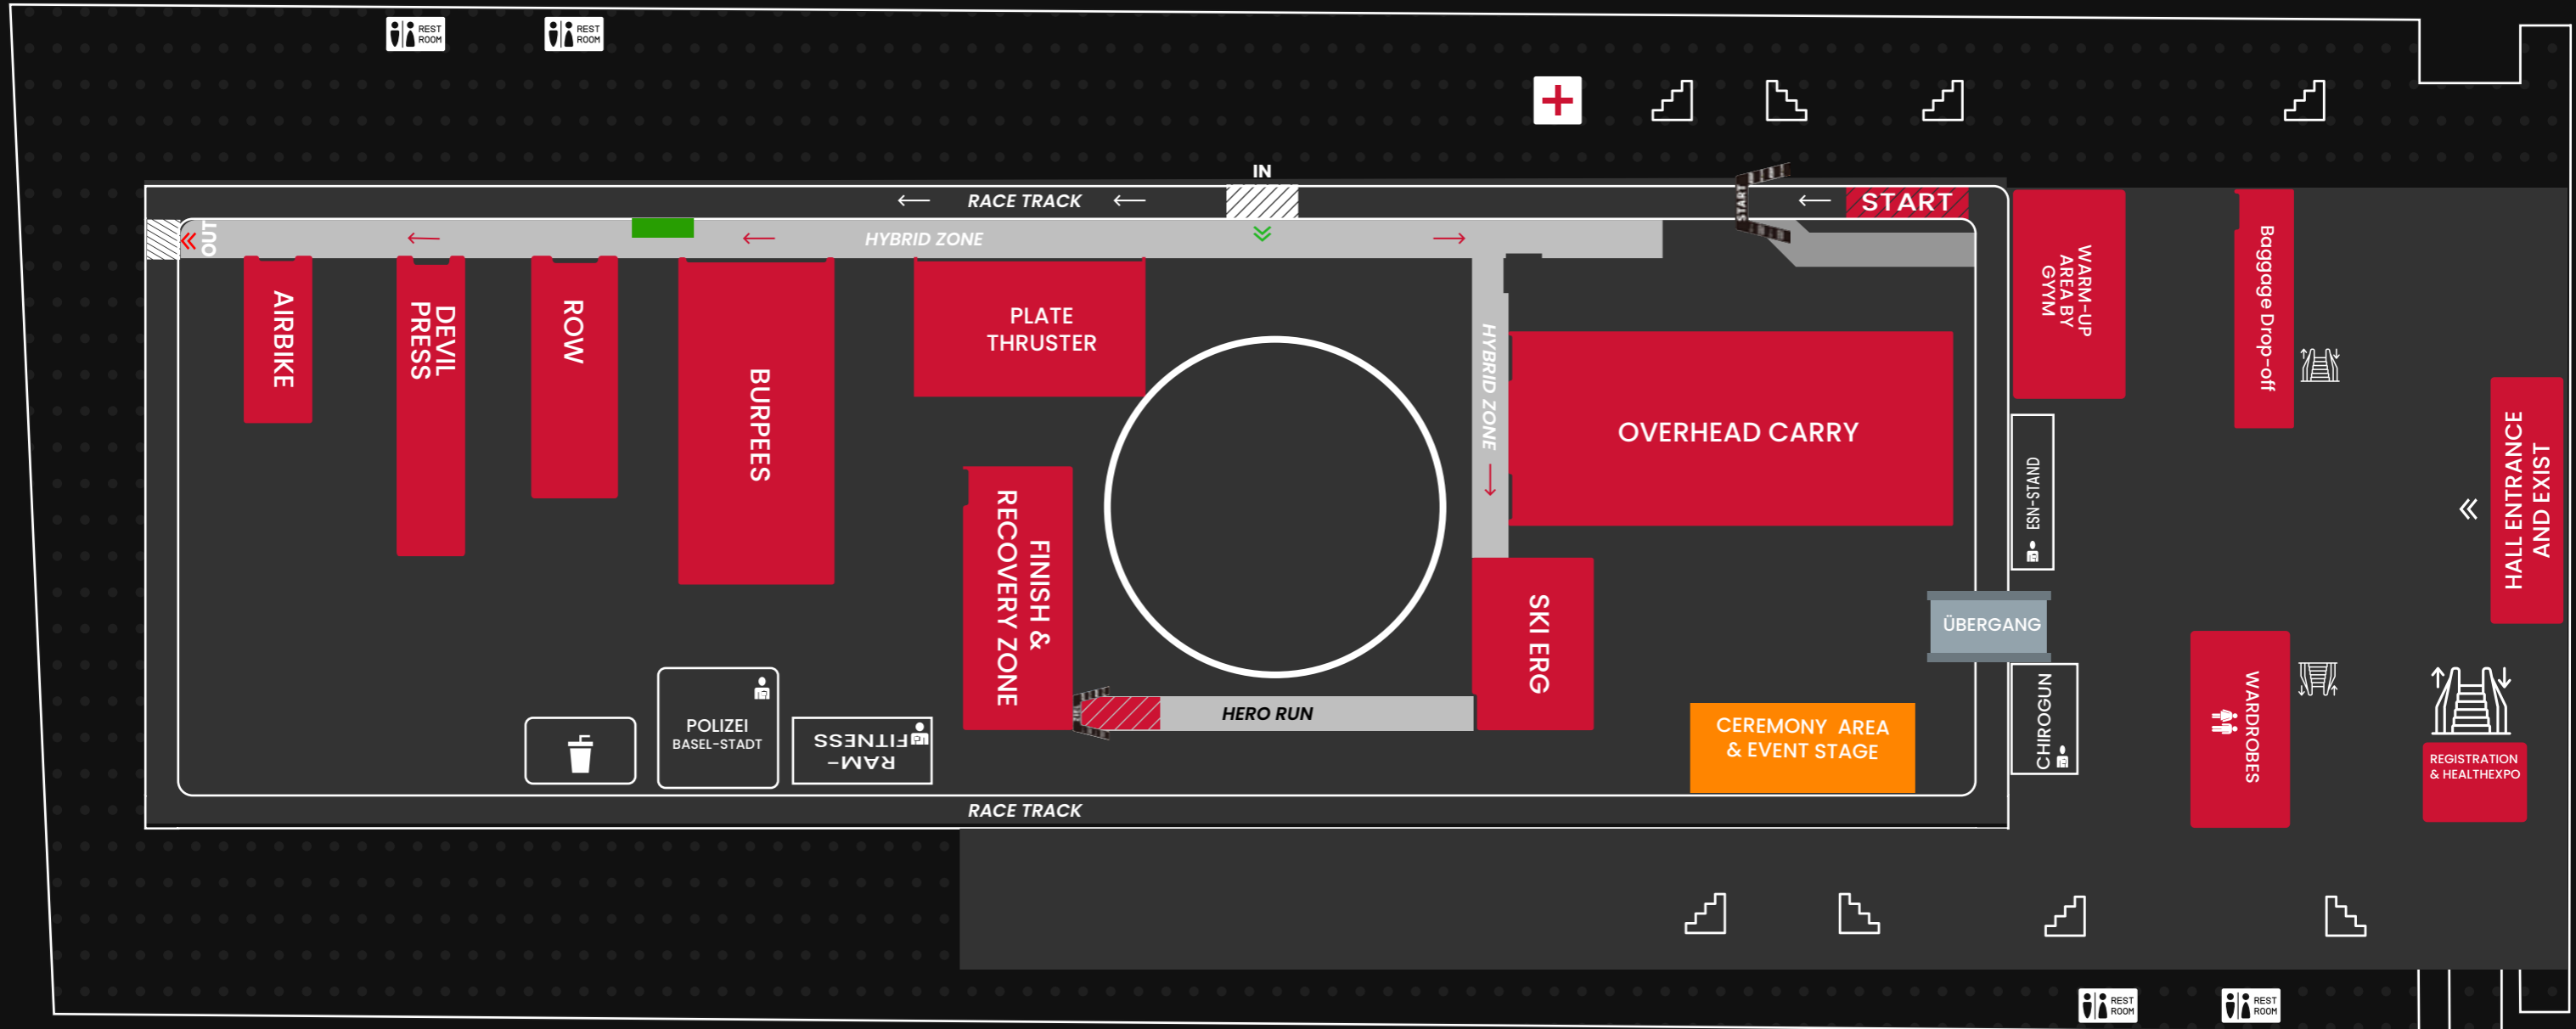 REST
ROOM
REST
ROOM
IN
RACE TRACK
START
START
OUT
HYBRID ZONE
AIRBIKE
DEVIL
PRESS
ROW
BURPEES
PLATE
THRUSTER
HYBRID ZONE
OVERHEAD CARRY
WARM-UP
AREA BY
GYYM
Baggage Drop-off
HALL ENTRANCE
AND EXIST
ESN-STAND
FINISH &
RECOVERY ZONE
SKI ERG
ÜBERGANG
HERO RUN
POLIZEI
BASEL-STADT
RAM-
FITNESS
CEREMONY AREA
& EVENT STAGE
CHIROGUN
WARDROBES
REGISTRATION
& HEALTHEXPO
RACE TRACK
REST
ROOM
REST
ROOM